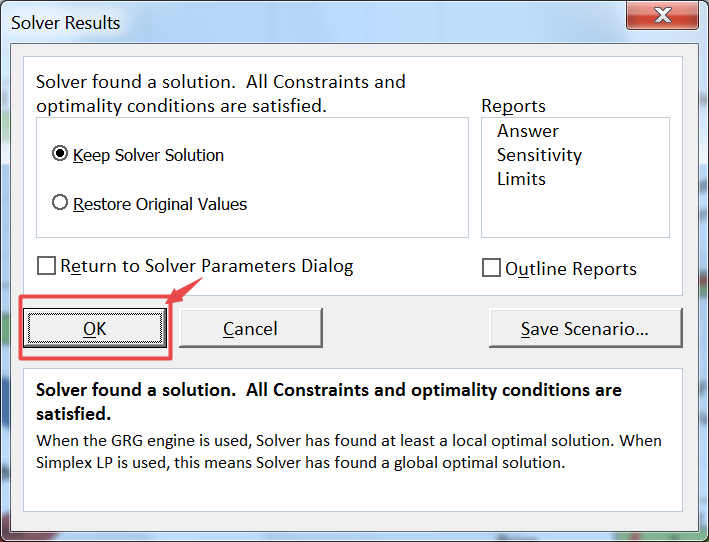 Solver Results
Solver found a solution.  All Constraints and
optimality conditions are satisfied.
Reports
Answer
Sensitivity
Limits
Keep Solver Solution
Restore Original Values
Return to Solver Parameters Dialog
Outline Reports
OK
Cancel
Save Scenario...
Solver found a solution.  All Constraints and optimality conditions are
satisfied.
When the GRG engine is used, Solver has found at least a local optimal solution. When
Simplex LP is used, this means Solver has found a global optimal solution.